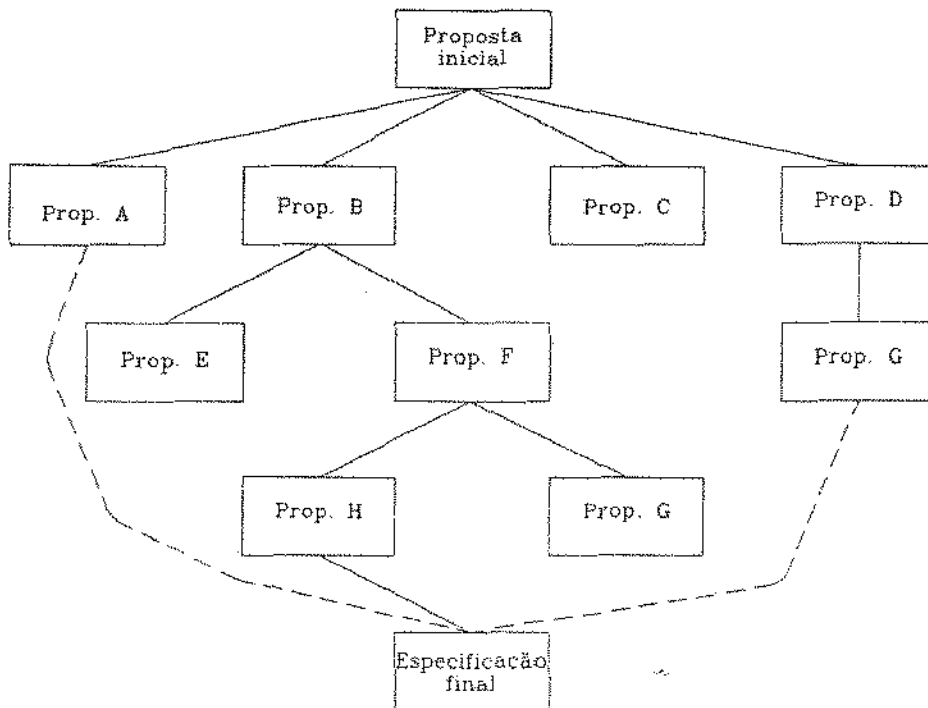 Proposta
inicial
Prop. A
Prop. B
Prop. C
Prop. D
Prop. E
Prop. F
Prop. G
Prop. H
Prop. G
Especificação
final